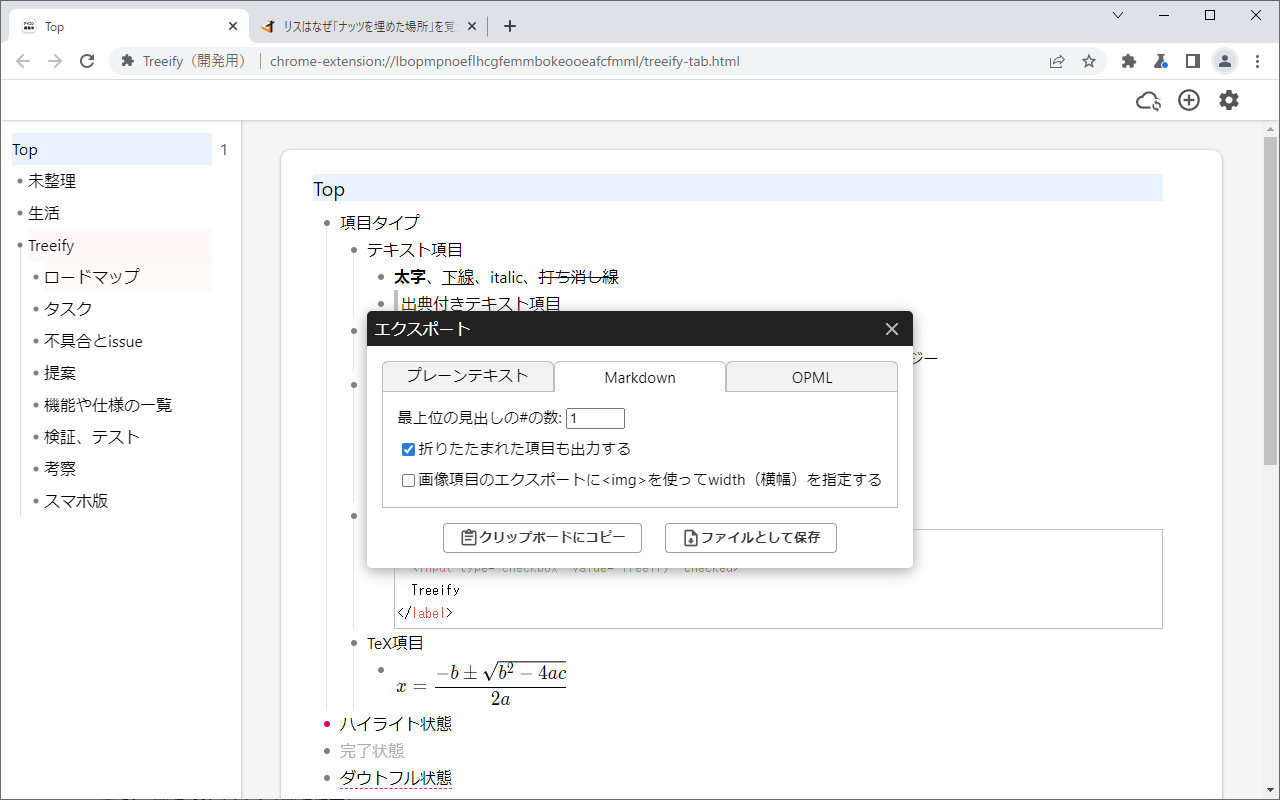 Top
リスはなぜ「ナッツを埋めた場所」を覚
Treeify（開発用）
chrome-extension://lbopmpnoeflhcgfemmbokeooeafcfmml/treeify-tab.html
Top 1
未整理
生活
Treeify
ロードマップ
タスク
不具合とissue
提案
機能や仕様の一覧
検証、テスト
考察
スマホ版
Top
項目タイプ
テキスト項目
太字、下線、italic、打ち消し線
出典付きテキスト項目
ジー
エクスポート
プレーンテキスト Markdown OPML
最上位の見出しの#の数: 1
折りたたまれた項目も出力する
画像項目のエクスポートに<img>を使ってwidth（横幅）を指定する
クリップボードにコピー ファイルとして保存
<input type="checkbox" value="Treeify" checked>
Treeify
</label>
TeX項目
x = −b ± √b² − 4ac / 2a
ハイライト状態
完了状態
ダウトフル状態